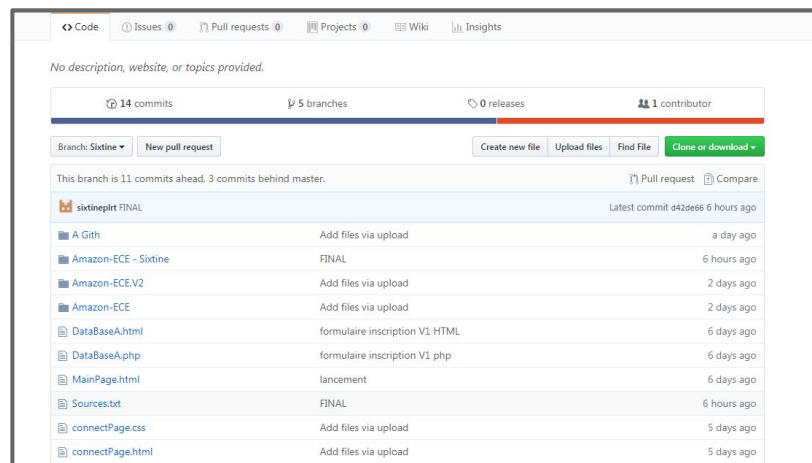 Code Issues 0 Pull requests 0 Projects 0 Wiki Insights
No description, website, or topics provided.
14 commits 5 branches 0 releases 1 contributor
Branch: Sixtine New pull request Create new file Upload files Find File Clone or download
This branch is 11 commits ahead, 3 commits behind master. Pull request Compare
sixtineplrt FINAL Latest commit d42de66 6 hours ago
A Gith Add files via upload a day ago
Amazon-ECE - Sixtine FINAL 6 hours ago
Amazon-ECE.V2 Add files via upload 2 days ago
Amazon-ECE Add files via upload 2 days ago
DataBaseA.html formulaire inscription V1 HTML 6 days ago
DataBaseA.php formulaire inscription V1 php 6 days ago
MainPage.html lancement 6 days ago
Sources.txt FINAL 6 hours ago
connectPage.css Add files via upload 5 days ago
connectPage.html Add files via upload 5 days ago